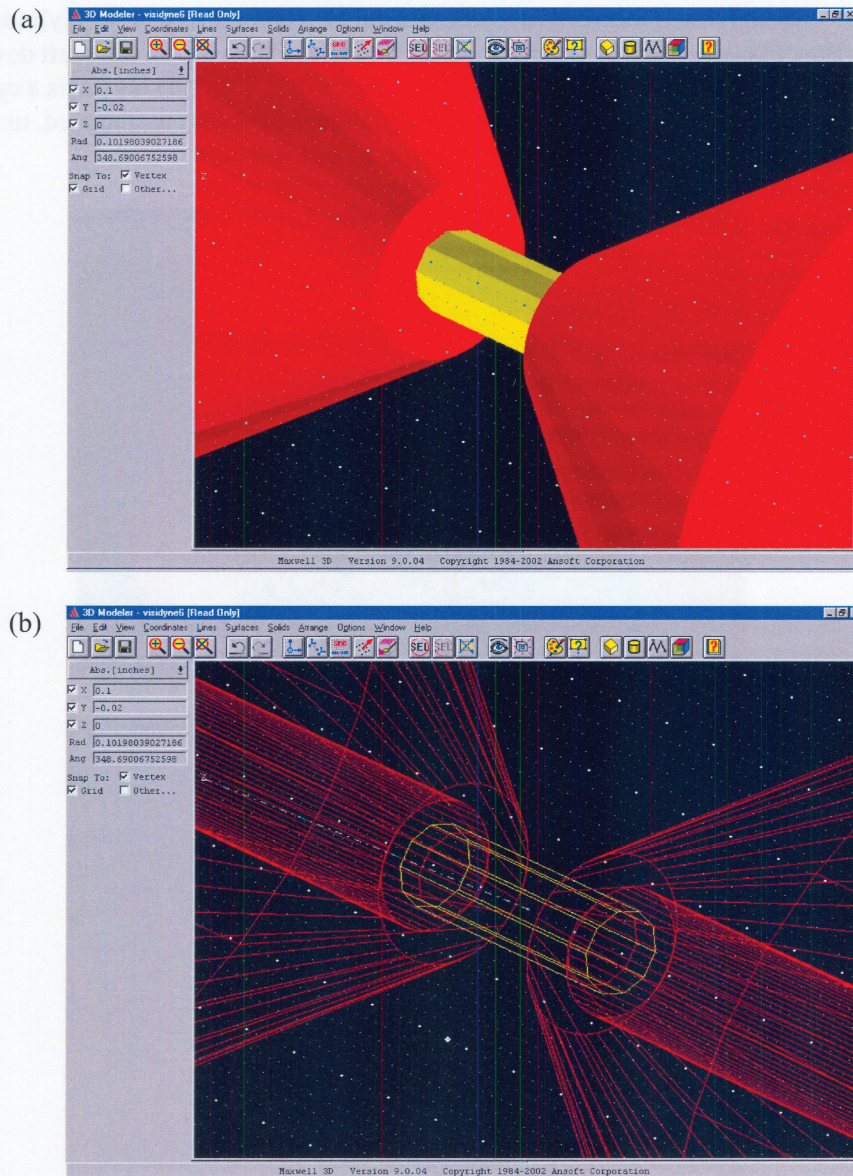 (a)
3D Modeler - visidyne6 [Read Only]
File Edit View Coordinates Lines Surfaces Solids Arrange Options Window Help
SEL SEL
Abs.[inches]
X 0.1
Y -0.02
Z 0
Rad 0.10198039027186
Ang 348.69006752598
Snap To: Vertex
Grid Other...
Z
Maxwell 3D Version 9.0.04 Copyright 1984-2002 Ansoft Corporation
(b)
3D Modeler - visidyne6 [Read Only]
File Edit View Coordinates Lines Surfaces Solids Arrange Options Window Help
SEL SEL
Abs.[inches]
X 0.1
Y -0.02
Z 0
Rad 0.10198039027186
Ang 348.69006752598
Snap To: Vertex
Grid Other...
Z
Maxwell 3D Version 9.0.04 Copyright 1984-2002 Ansoft Corporation